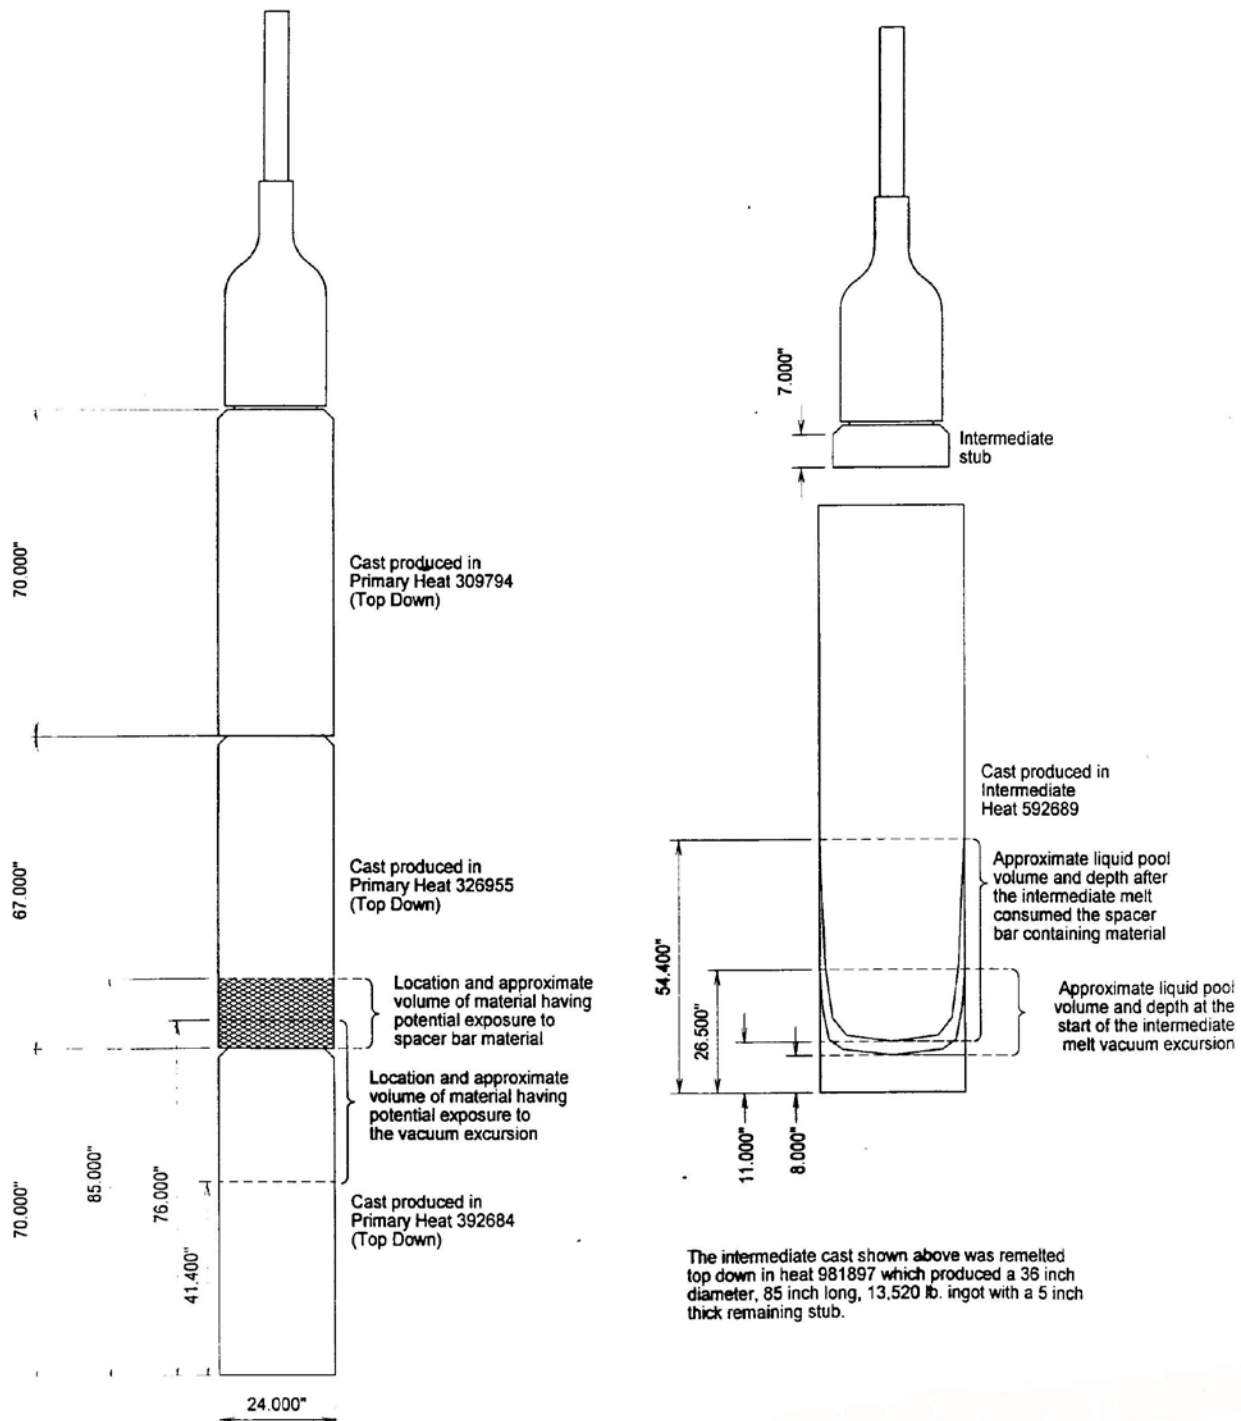 70.000"
Cast produced in
Primary Heat 309794
(Top Down)
67.000"
Cast produced in
Primary Heat 326955
(Top Down)
Location and approximate
volume of material having
potential exposure to
spacer bar material
Location and approximate
volume of material having
potential exposure to
the vacuum excursion
70.000"
85.000"
76.000"
41.400"
Cast produced in
Primary Heat 392684
(Top Down)
24.000"
7.000"
Intermediate
stub
Cast produced in
Intermediate
Heat 592689
Approximate liquid pool
volume and depth after
the intermediate melt
consumed the spacer
bar containing material
54.400"
26.500"
Approximate liquid pool
volume and depth at the
start of the intermediate
melt vacuum excursion
11.000"
8.000"
The intermediate cast shown above was remelted
top down in heat 981897 which produced a 36 inch
diameter, 85 inch long, 13,520 lb. ingot with a 5 inch
thick remaining stub.